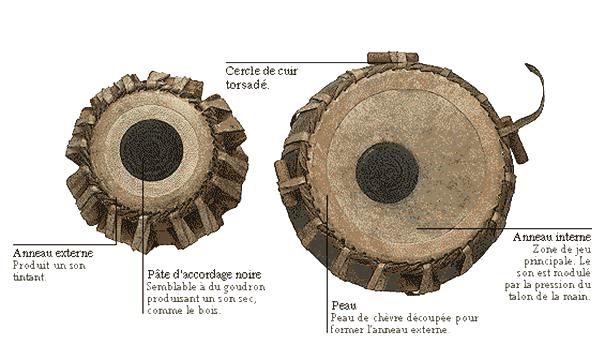 Cercle de cuir
torsadé.
Anneau externe
Produit un son
tintant.
Pâte d'accordage noire
Semblable à du goudron
produisant un son sec,
comme le bois.
Peau
Peau de chèvre découpée pour
former l'anneau externe.
Anneau interne
Zone de jeu
principale. Le
son est modulé
par la pression du
talon de la main.